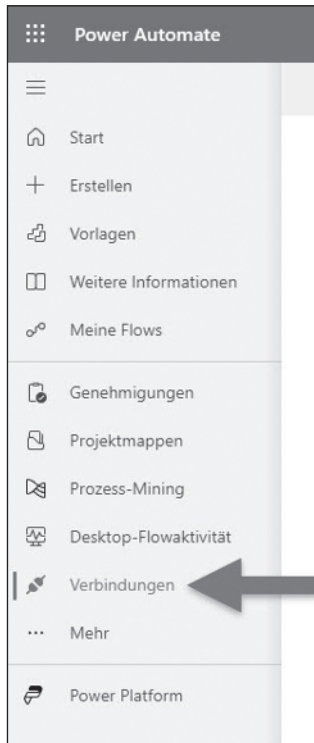 Power Automate
Start
Erstellen
Vorlagen
Weitere Informationen
Meine Flows
Genehmigungen
Projektmappen
Prozess-Mining
Desktop-Flowaktivität
Verbindungen
Mehr
Power Platform